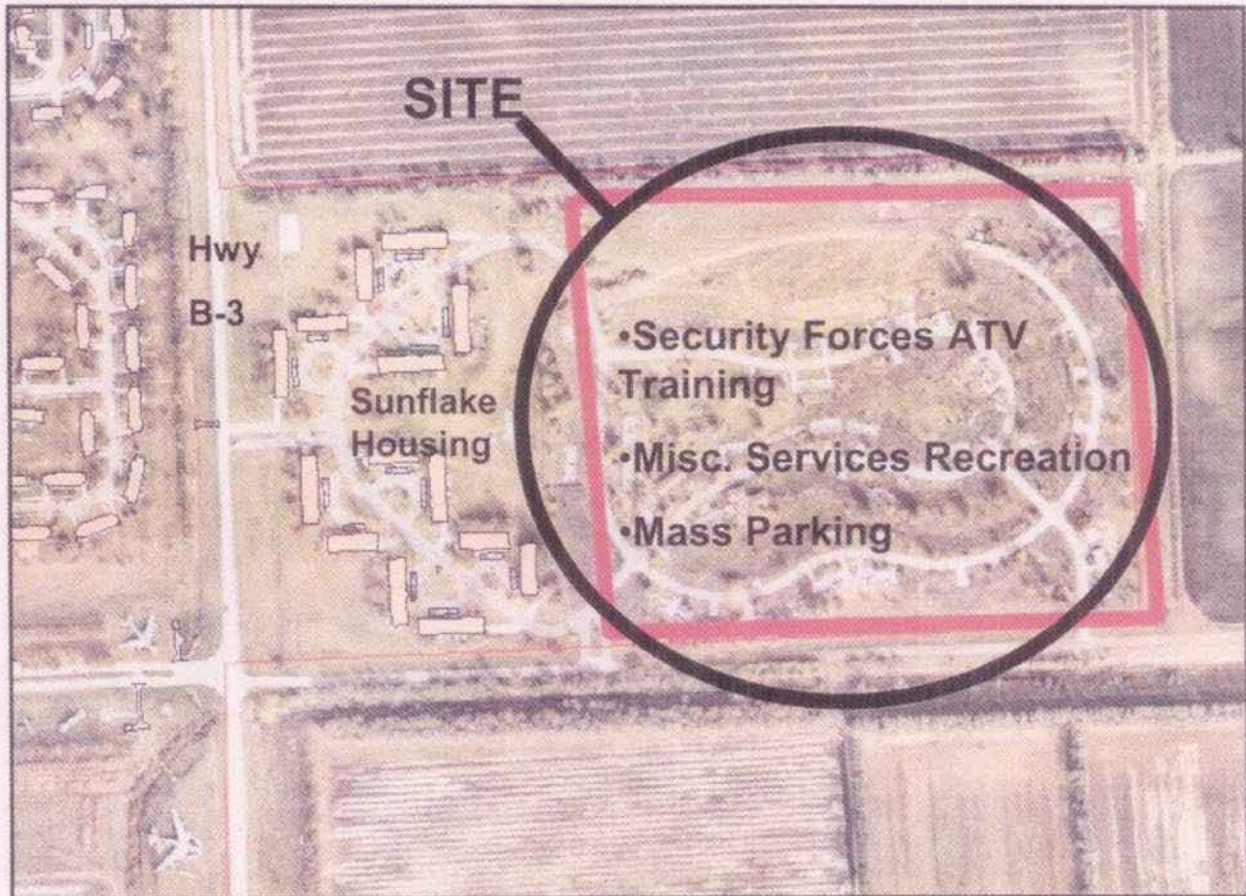 SITE
Hwy
B-3
Sunflake
Housing
•Security Forces ATV
Training
•Misc. Services Recreation
•Mass Parking